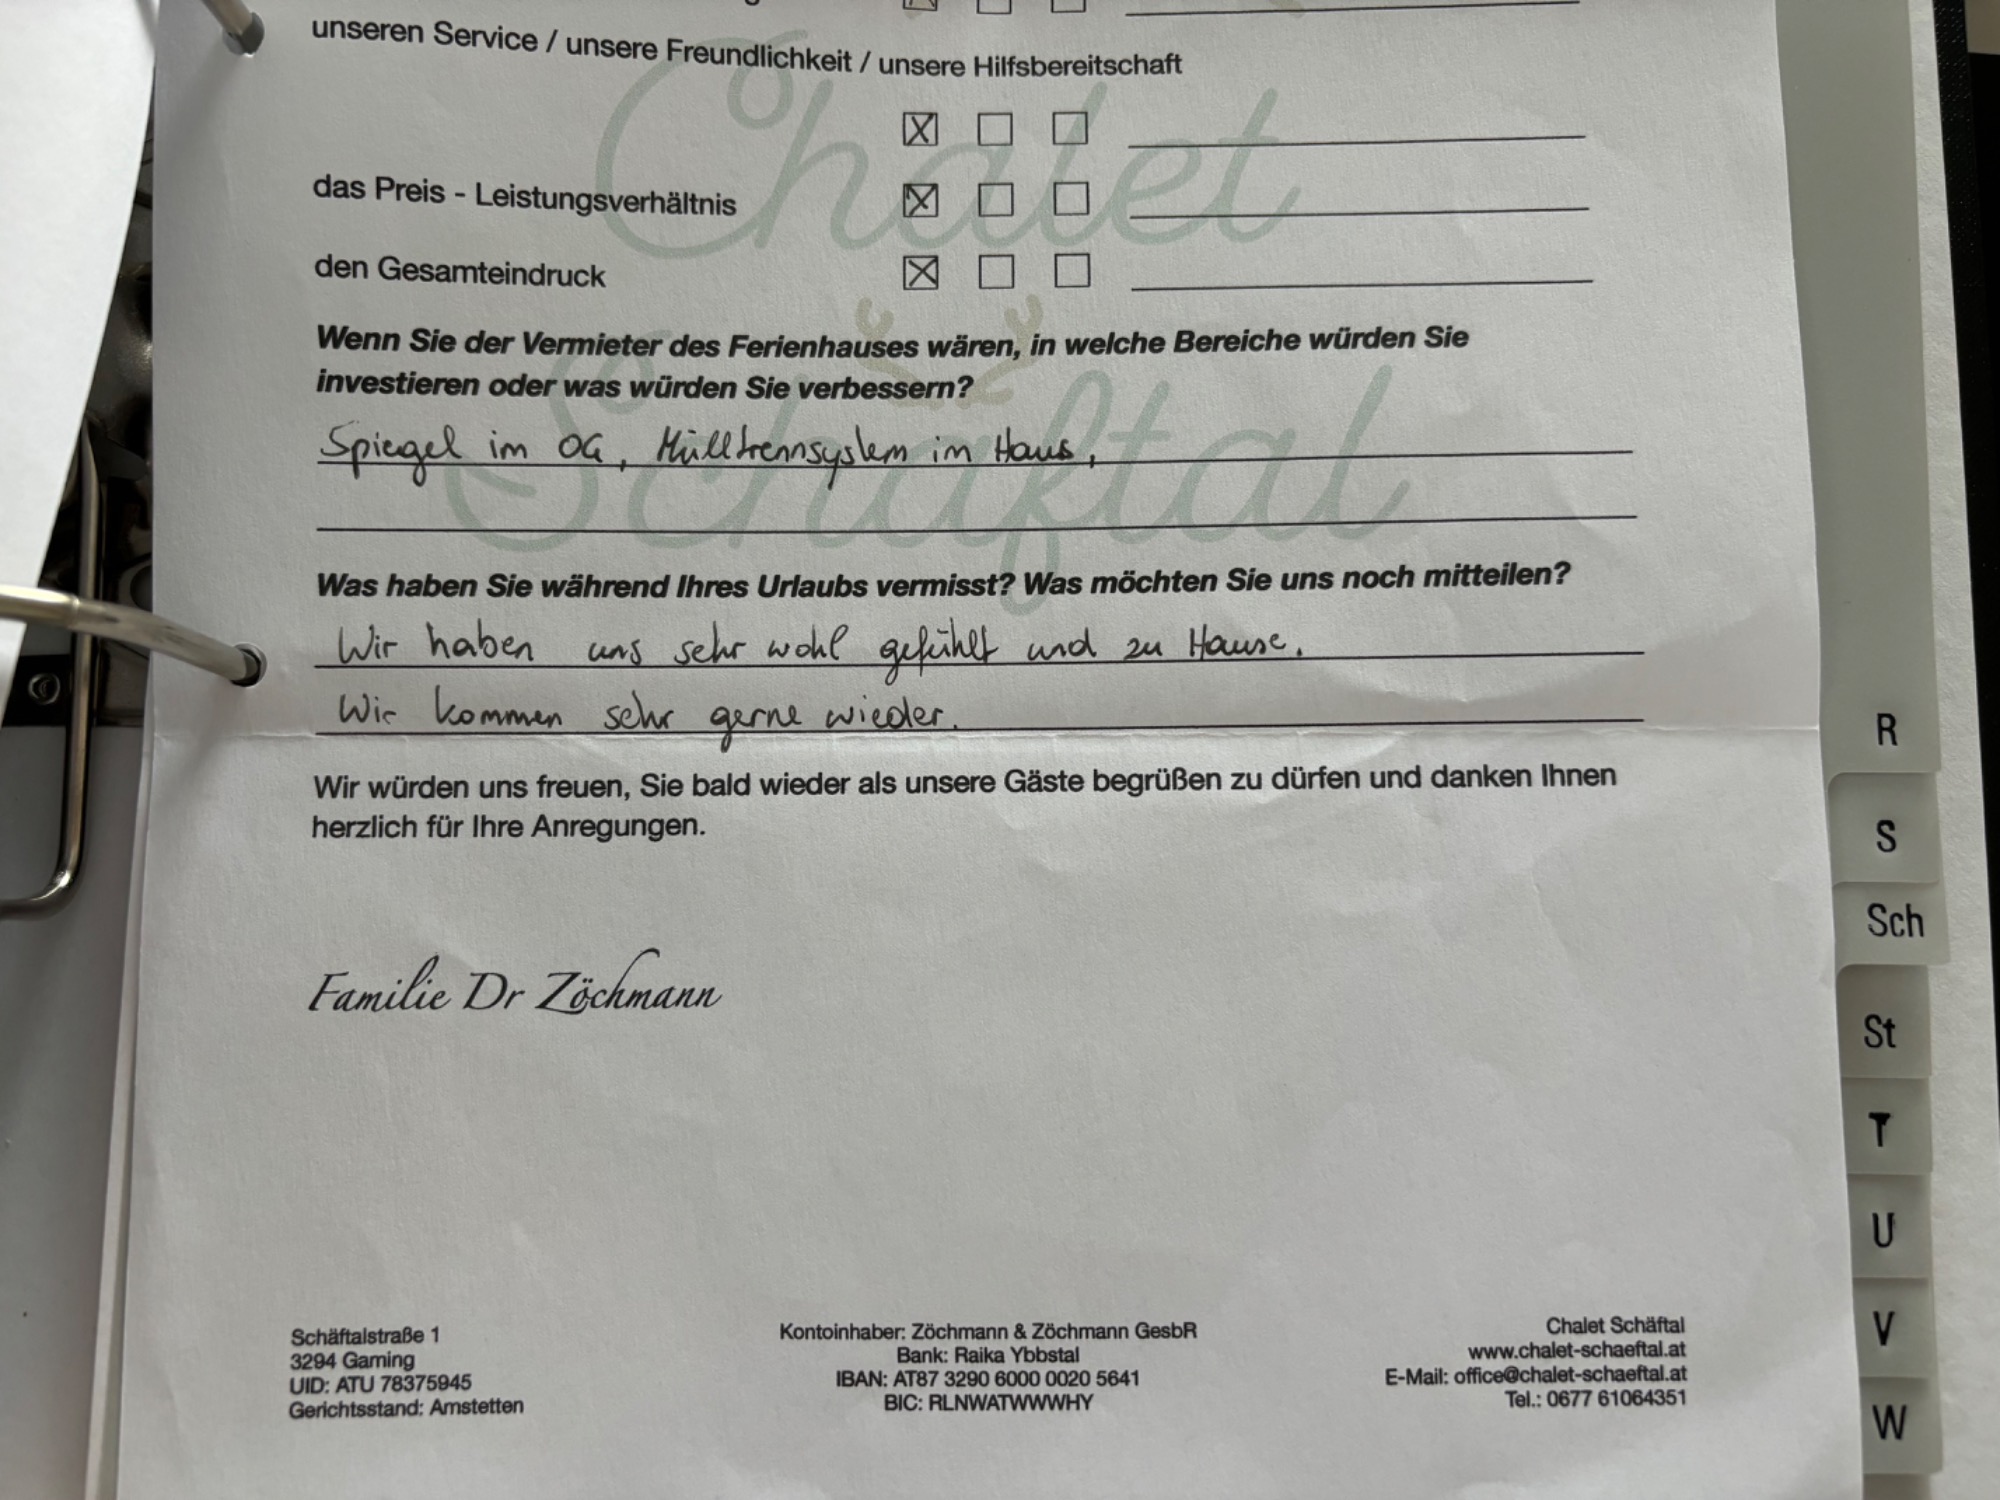 unseren Service / unsere Freundlichkeit / unsere Hilfsbereitschaft
das Preis - Leistungsverhältnis
den Gesamteindruck
Chalet
Schäftal
Wenn Sie der Vermieter des Ferienhauses wären, in welche Bereiche würden Sie
investieren oder was würden Sie verbessern?
Spiegel im OG, Mülltrennsystem im Haus,
Was haben Sie während Ihres Urlaubs vermisst? Was möchten Sie uns noch mitteilen?
Wir haben uns sehr wohl gefühlt und zu Hause.
Wir kommen sehr gerne wieder.
Wir würden uns freuen, Sie bald wieder als unsere Gäste begrüßen zu dürfen und danken Ihnen
herzlich für Ihre Anregungen.
Familie Dr Zöchmann
Schäftalstraße 1
3294 Gaming
UID: ATU 78375945
Gerichtsstand: Amstetten
Kontoinhaber: Zöchmann & Zöchmann GesbR
Bank: Raika Ybbstal
IBAN: AT87 3290 6000 0020 5641
BIC: RLNWATWWWHY
Chalet Schäftal
www.chalet-schaeftal.at
E-Mail: office@chalet-schaeftal.at
Tel.: 0677 61064351
R
S
Sch
St
T
U
V
W